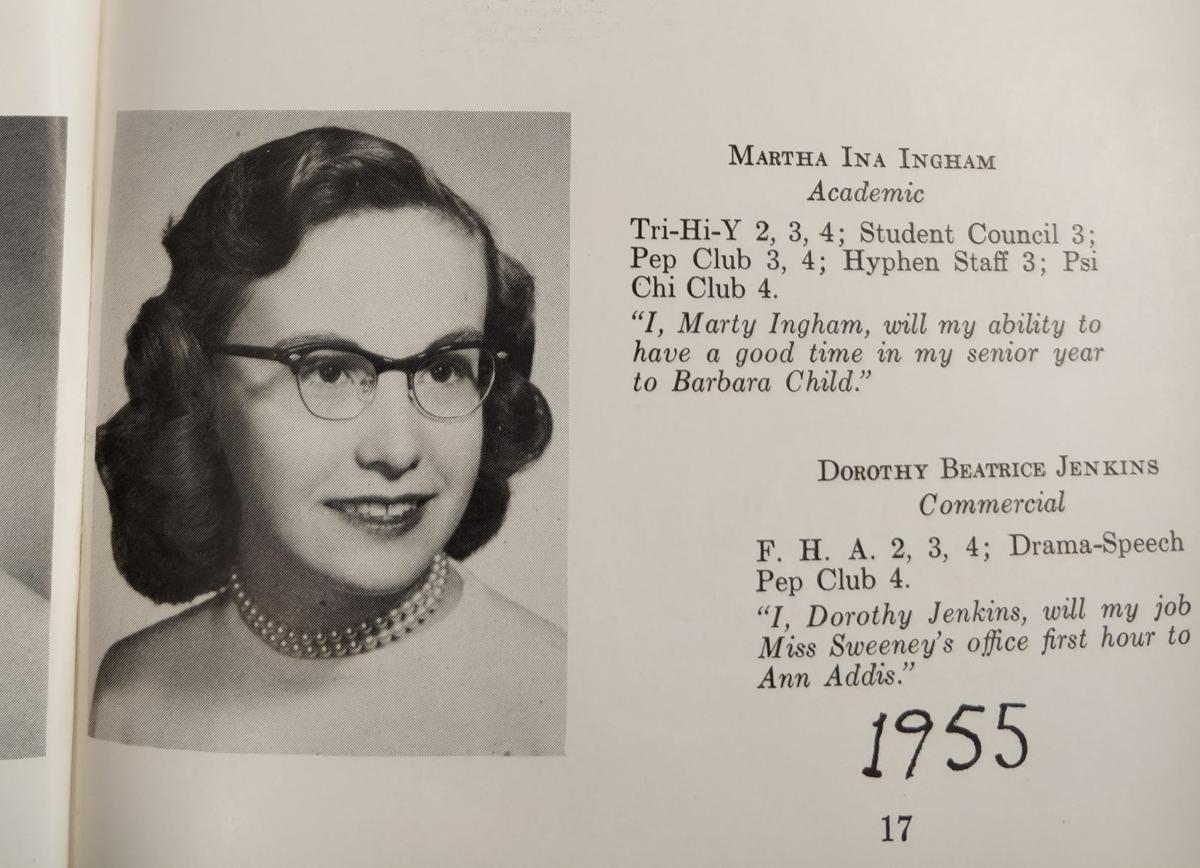 Martha Ina Ingham
Academic
Tri-Hi-Y 2, 3, 4; Student Council 3;
Pep Club 3, 4; Hyphen Staff 3; Psi
Chi Club 4.
“I, Marty Ingham, will my ability to
have a good time in my senior year
to Barbara Child.”
Dorothy Beatrice Jenkins
Commercial
F. H. A. 2, 3, 4; Drama-Speech
Pep Club 4.
“I, Dorothy Jenkins, will my job
Miss Sweeney’s office first hour to
Ann Addis.”
1955
17